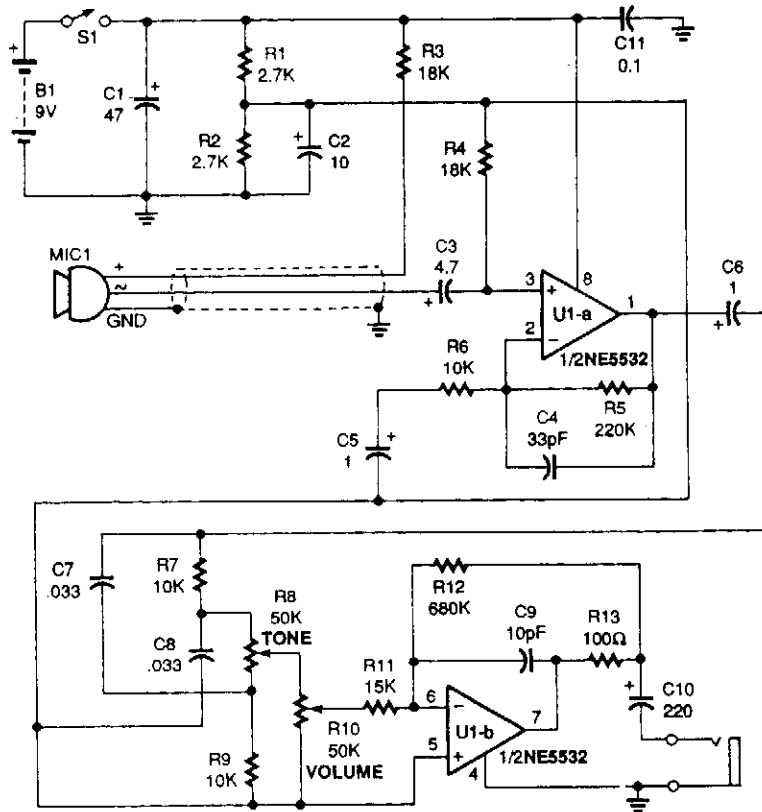 S1
+
B1
9V
C1
47
+
R1
2.7K
R2
2.7K
+
C2
10
R3
18K
R4
18K
C11
0.1
MIC1
+
~
GND
C3
4.7
+
3
+
8
U1-a
1
2
−
1/2NE5532
C6
1
+
R6
10K
C5
1
+
C4
33pF
R5
220K
C7
.033
R7
10K
R8
50K
TONE
C8
.033
R9
10K
R10
50K
VOLUME
R11
15K
R12
680K
C9
10pF
R13
100Ω
6
−
U1-b
7
5
+
4
1/2NE5532
+
C10
220